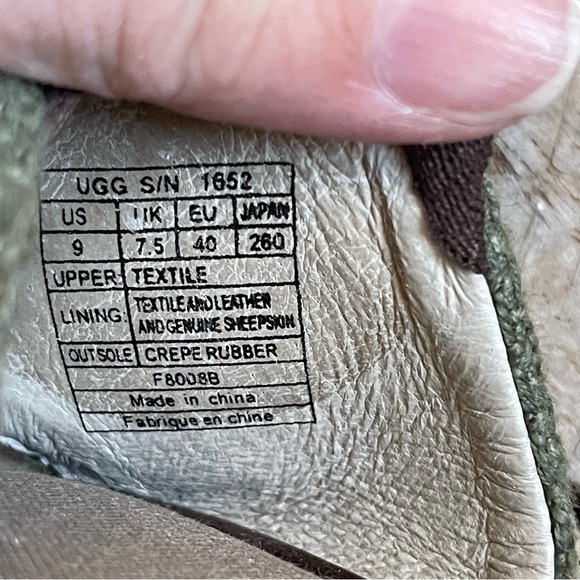 UGG S/N 1652
US UK EU JAPAN
9 7.5 40 260
UPPER: TEXTILE
LINING: TEXTILE AND LEATHER
AND GENUINE SHEEPSKIN
OUTSOLE CREPE RUBBER
F8008B
Made in china
Fabrique en chine